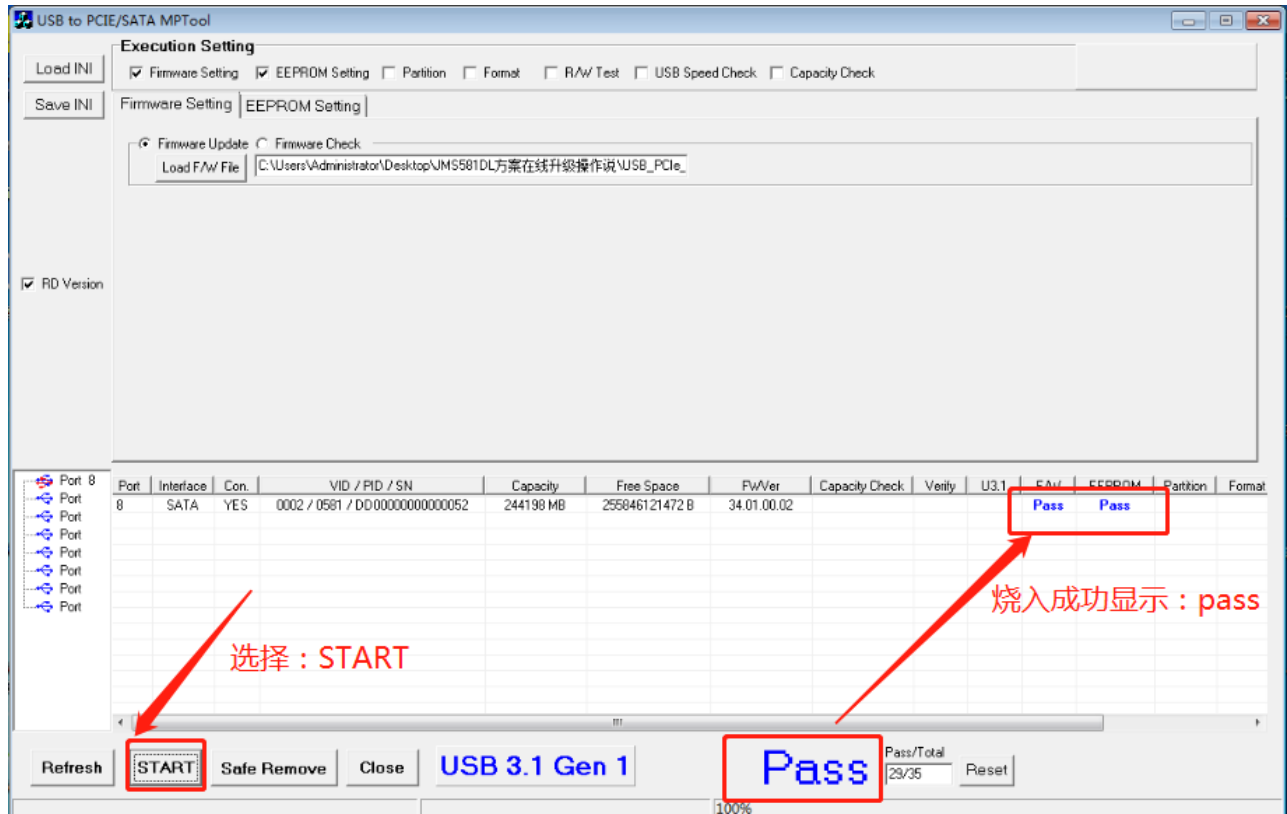 USB to PCIE/SATA MPTool
Execution Setting
Load INI
Firmware Setting EEPROM Setting Partition Format R/W Test USB Speed Check Capacity Check
Save INI
Firmware Setting EEPROM Setting
Firmware Update Firmware Check
Load F/W File C:\Users\Administrator\Desktop\JMS581DL方案在线升级操作说\USB_PCIe_
RD Version
Port 8
Port
Port
Port
Port
Port
Port
Port
Port Interface Con. VID / PID / SN Capacity Free Space FWVer Capacity Check Verify U3.1 F/W EEPROM Partition Format
8 SATA YES 0002 / 0581 / DD00000000000052 244198 MB 255846121472 B 34.01.00.02 Pass Pass
烧入成功显示：pass
选择：START
Refresh START Safe Remove Close USB 3.1 Gen 1 Pass
Pass/Total
29/35 Reset
100%